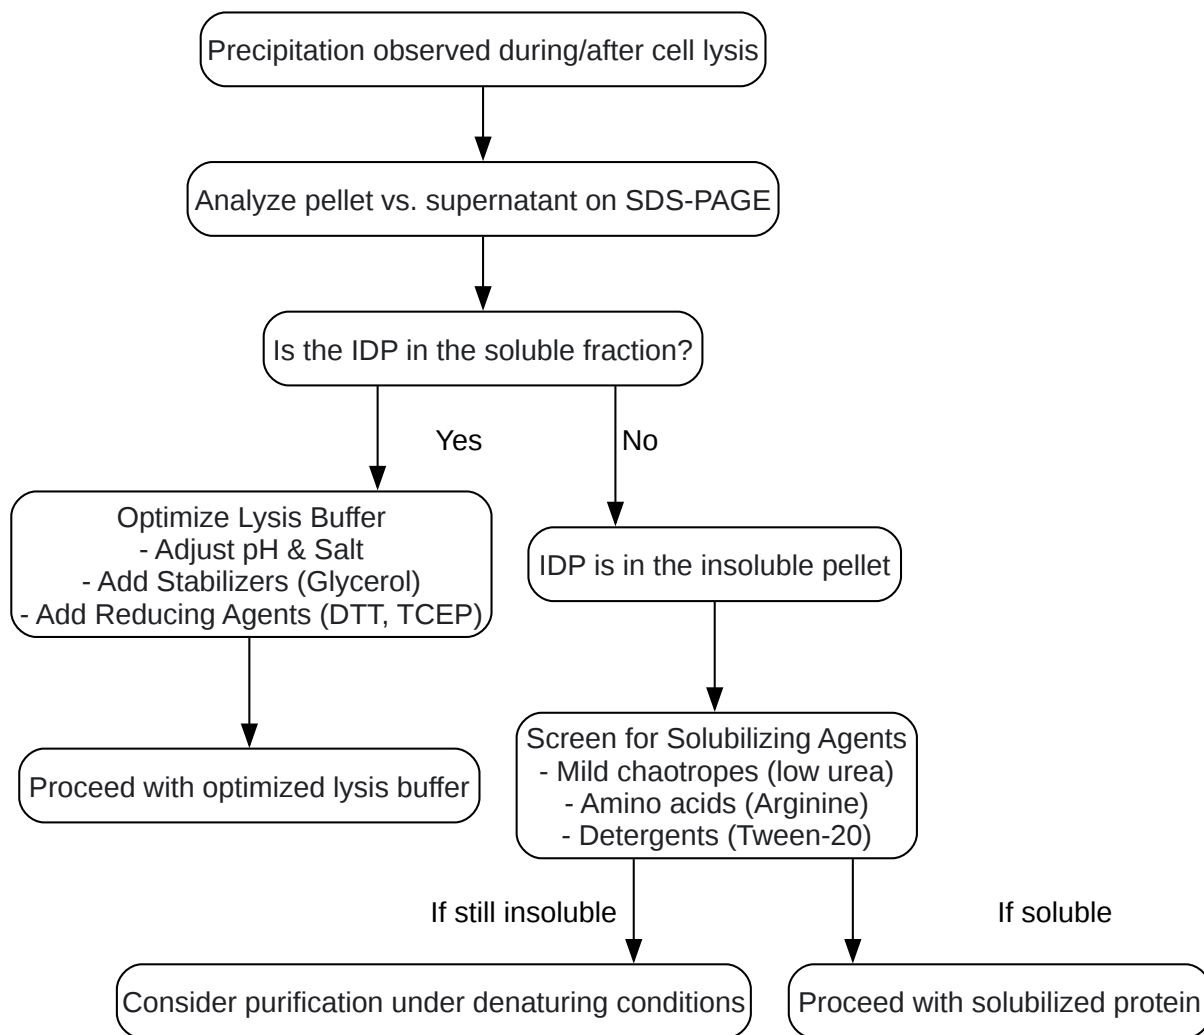 Precipitation observed during/after cell lysis
Analyze pellet vs. supernatant on SDS-PAGE
Is the IDP in the soluble fraction?
Yes
No
Optimize Lysis Buffer
- Adjust pH & Salt
- Add Stabilizers (Glycerol)
- Add Reducing Agents (DTT, TCEP)
IDP is in the insoluble pellet
Proceed with optimized lysis buffer
Screen for Solubilizing Agents
- Mild chaotropes (low urea)
- Amino acids (Arginine)
- Detergents (Tween-20)
If still insoluble
If soluble
Consider purification under denaturing conditions
Proceed with solubilized protein